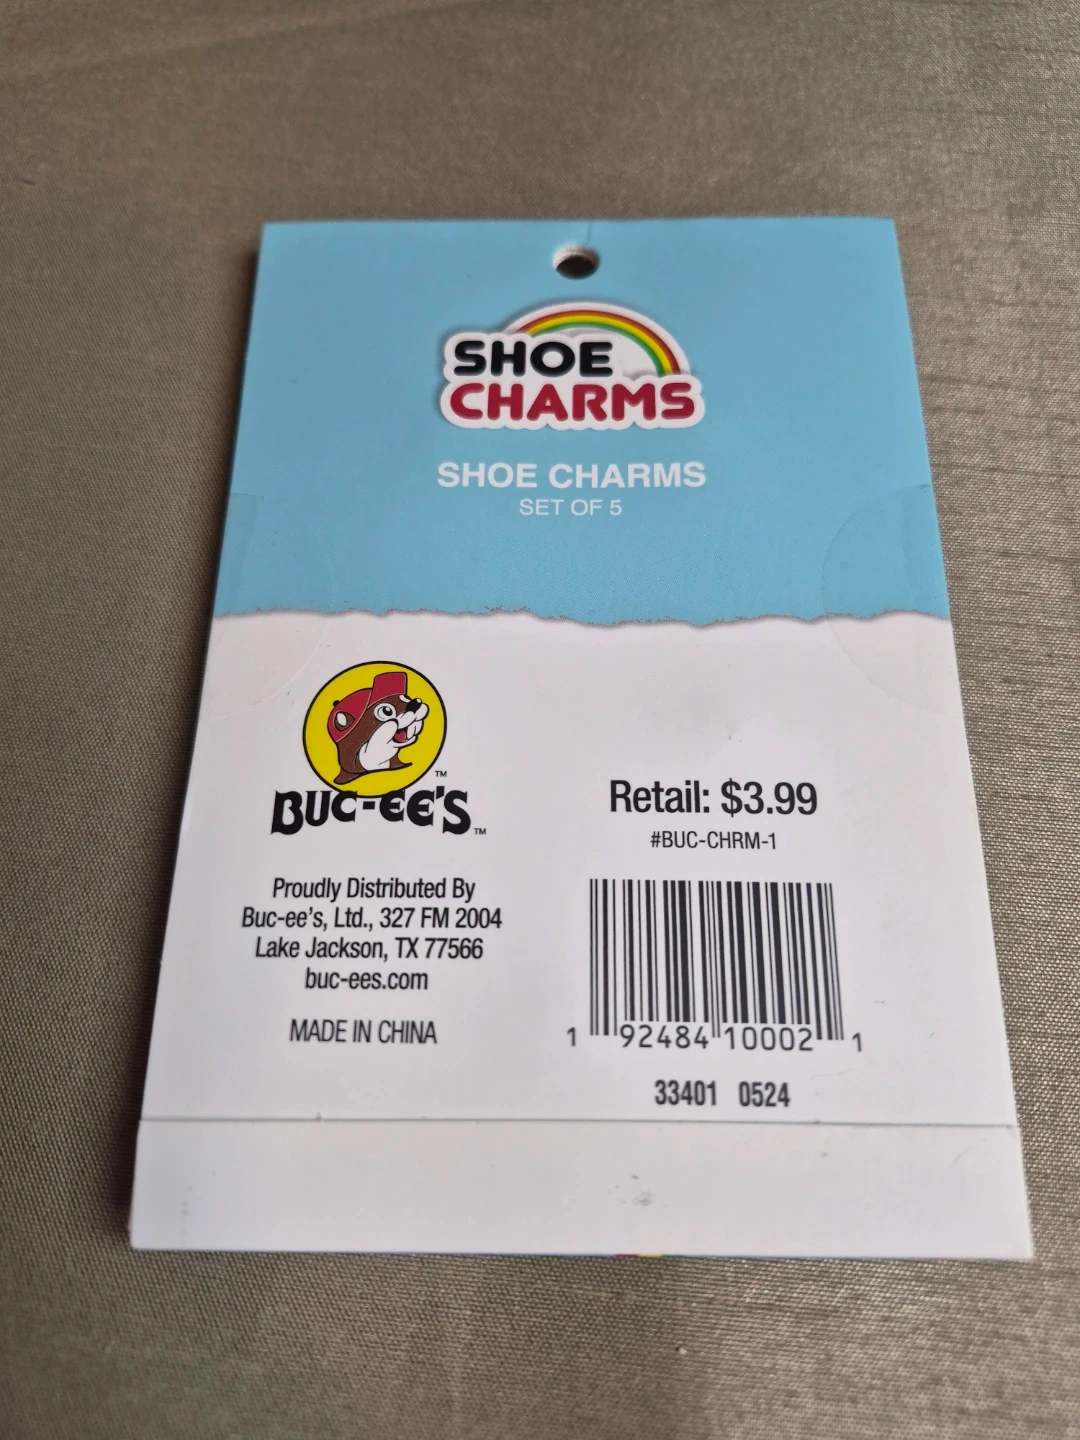 SHOE
CHARMS
SHOE CHARMS
SET OF 5
BUC-EE'S™
™
Proudly Distributed By
Buc-ee's, Ltd., 327 FM 2004
Lake Jackson, TX 77566
buc-ees.com
MADE IN CHINA
Retail: $3.99
#BUC-CHRM-1
1 92484 10002 1
33401 0524